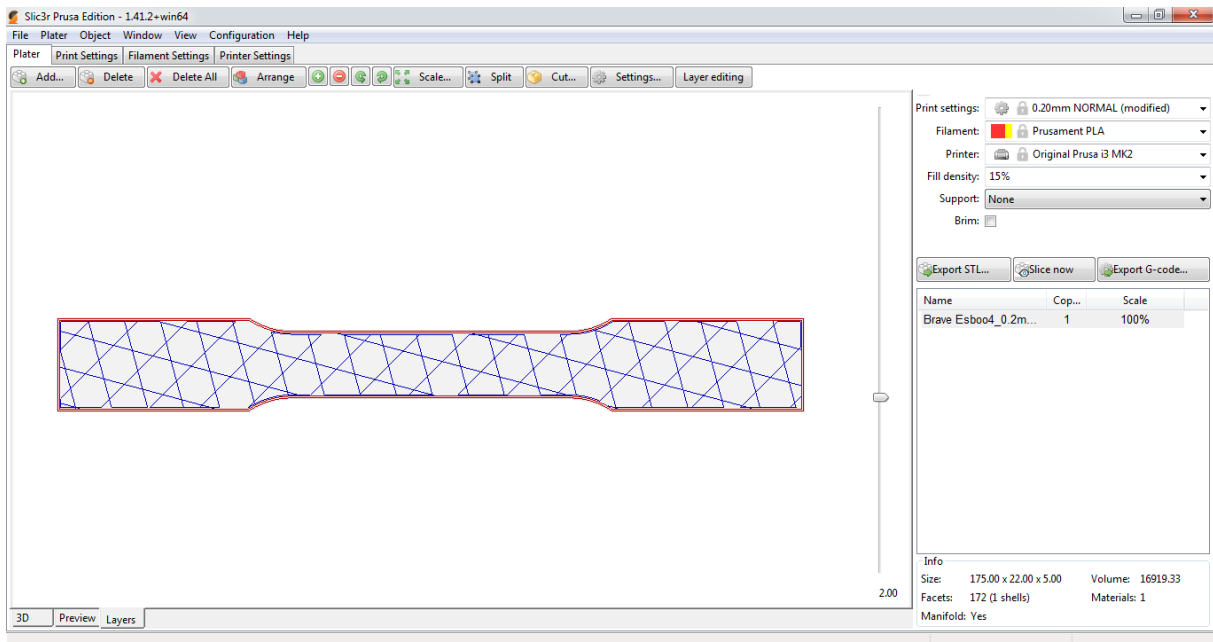 Slic3r Prusa Edition - 1.41.2+win64
File Plater Object Window View Configuration Help
Plater Print Settings Filament Settings Printer Settings
Add... Delete Delete All Arrange Scale... Split Cut... Settings... Layer editing
Print settings: 0.20mm NORMAL (modified)
Filament: Prusament PLA
Printer: Original Prusa i3 MK2
Fill density: 15%
Support: None
Brim:
Export STL... Slice now Export G-code...
Name Cop... Scale
Brave Esboo4_0.2m... 1 100%
2.00
Info
Size: 175.00 x 22.00 x 5.00 Volume: 16919.33
Facets: 172 (1 shells) Materials: 1
Manifold: Yes
3D Preview Layers